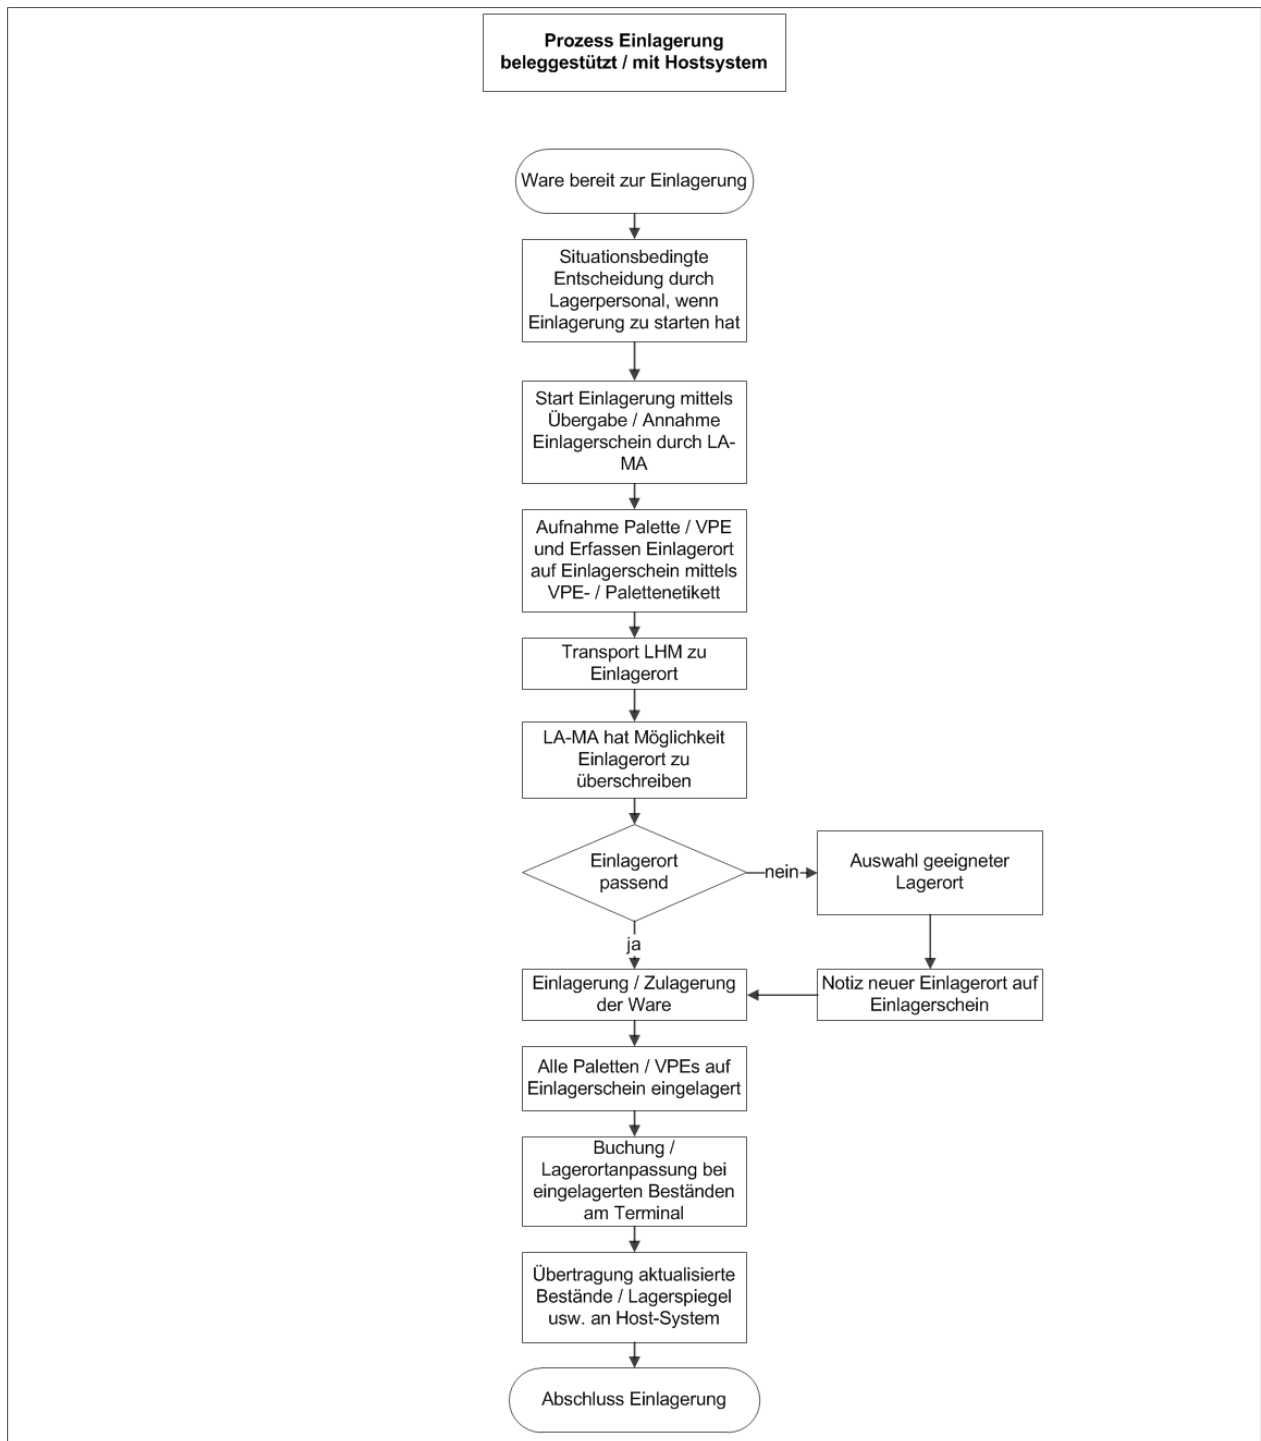 Prozess Einlagerung
beleggestützt / mit Hostsystem
Ware bereit zur Einlagerung
Situationsbedingte
Entscheidung durch
Lagerpersonal, wenn
Einlagerung zu starten hat
Start Einlagerung mittels
Übergabe / Annahme
Einlagerschein durch LA-
MA
Aufnahme Palette / VPE
und Erfassen Einlagerort
auf Einlagerschein mittels
VPE- / Palettenetikett
Transport LHM zu
Einlagerort
LA-MA hat Möglichkeit
Einlagerort zu
überschreiben
Einlagerort
passend
nein
Auswahl geeigneter
Lagerort
ja
Notiz neuer Einlagerort auf
Einlagerschein
Einlagerung / Zulagerung
der Ware
Alle Paletten / VPEs auf
Einlagerschein eingelagert
Buchung /
Lagerortanpassung bei
eingelagerten Beständen
am Terminal
Übertragung aktualisierte
Bestände / Lagerspiegel
usw. an Host-System
Abschluss Einlagerung